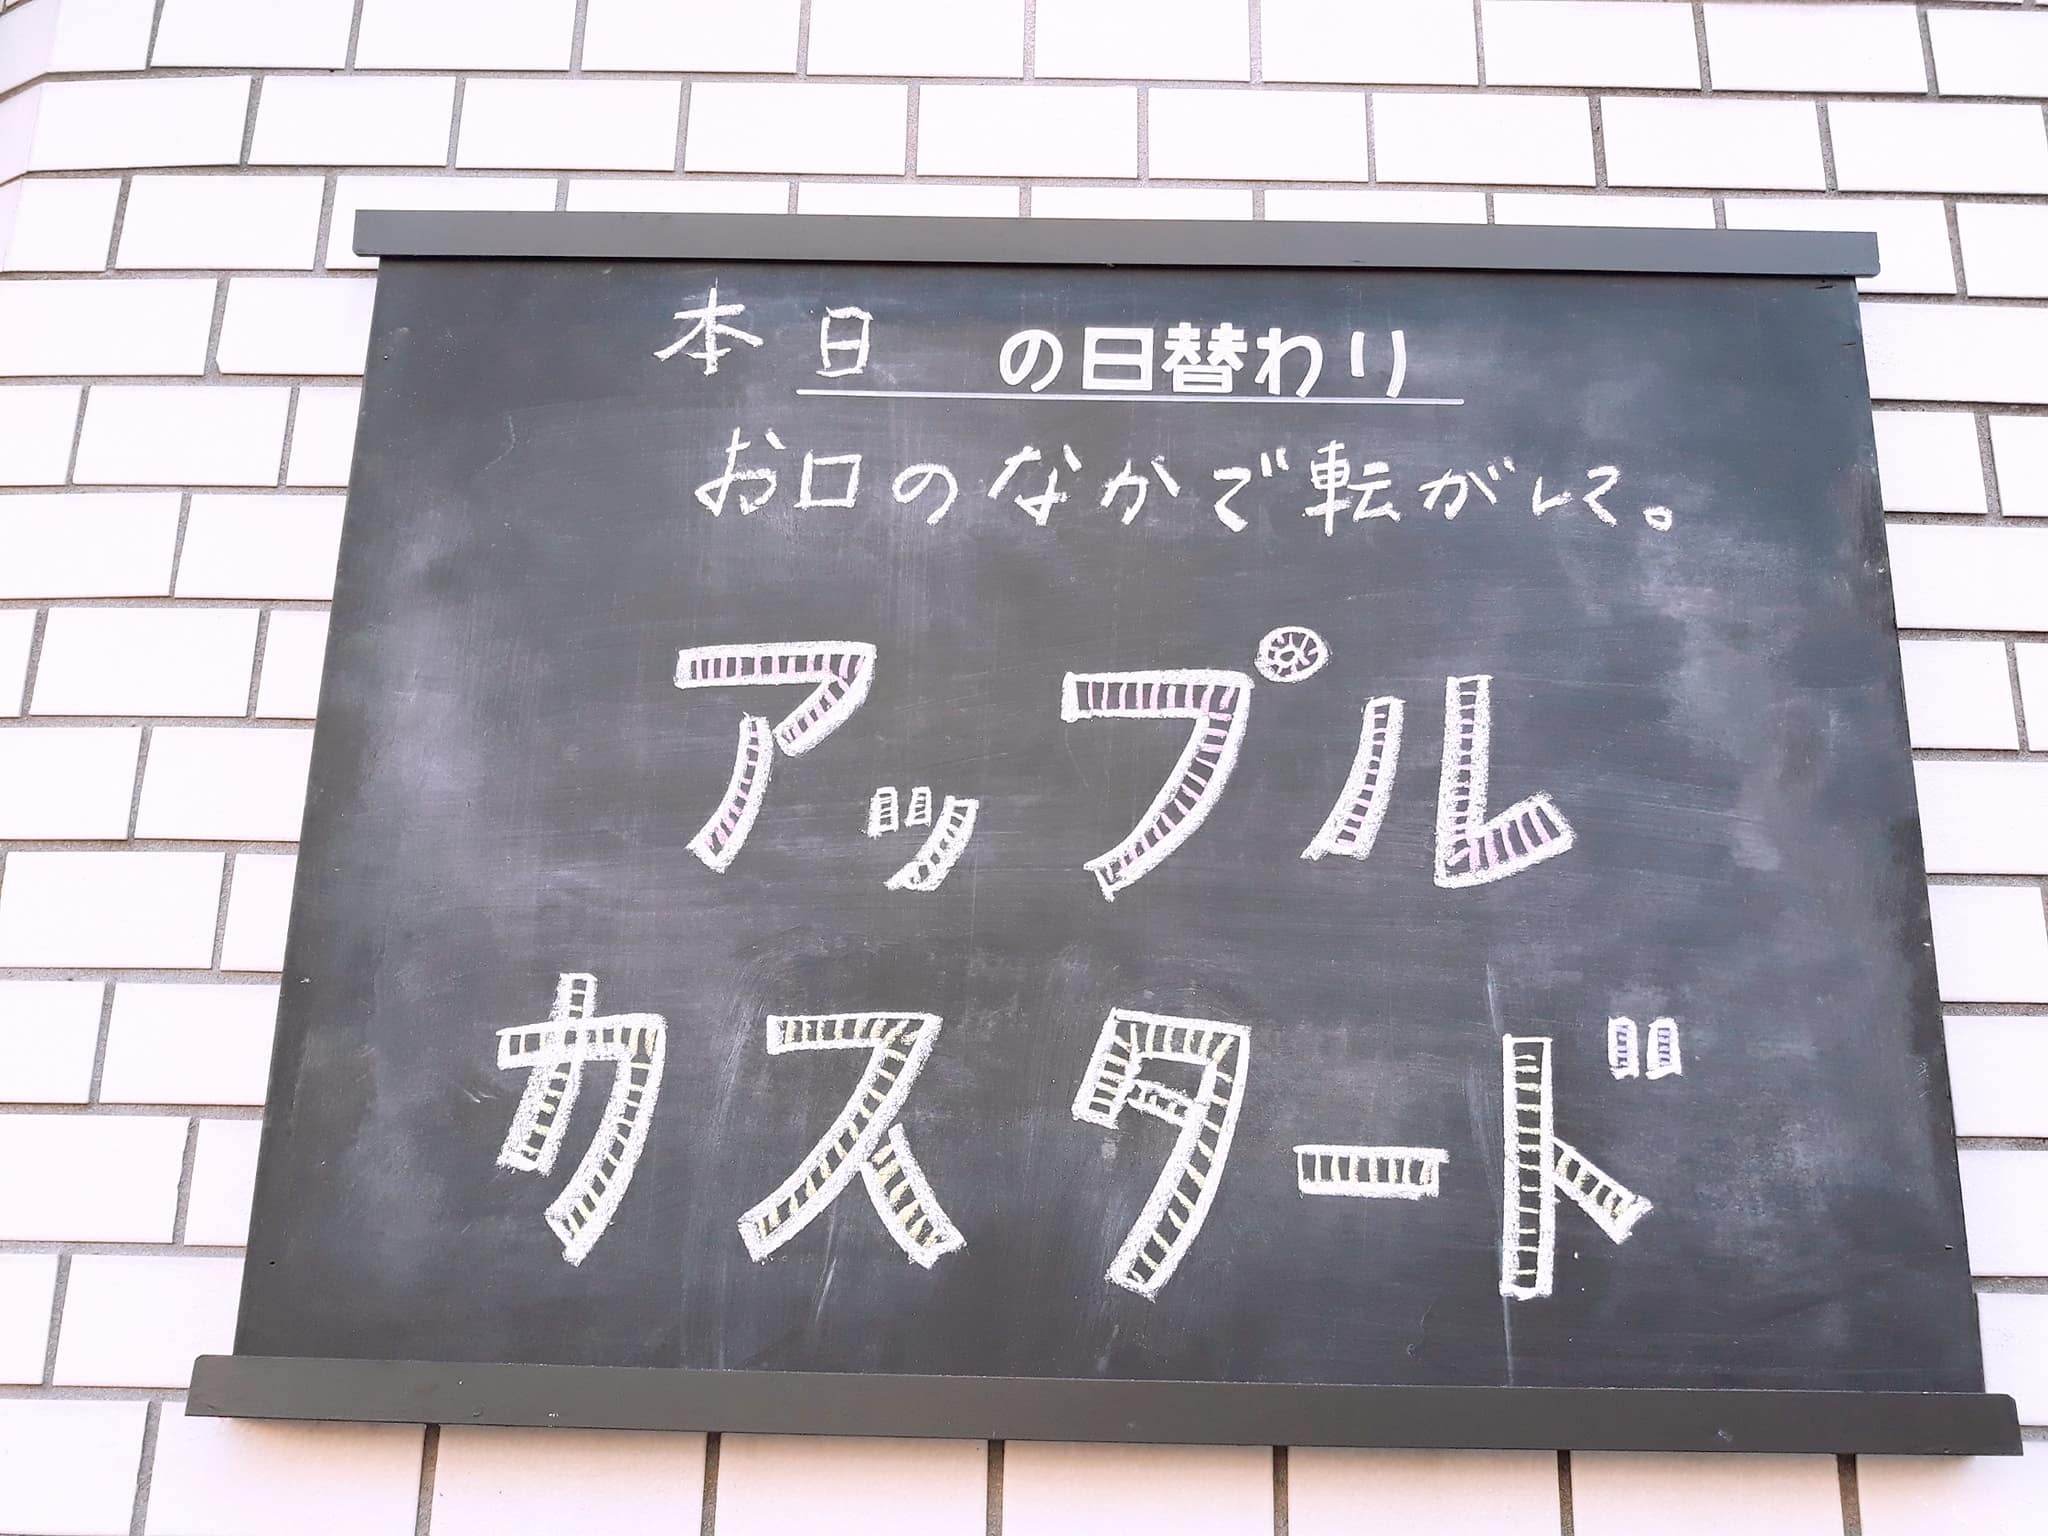 本日の日替わり
お口のなかで転がして。
アップル
カスタード